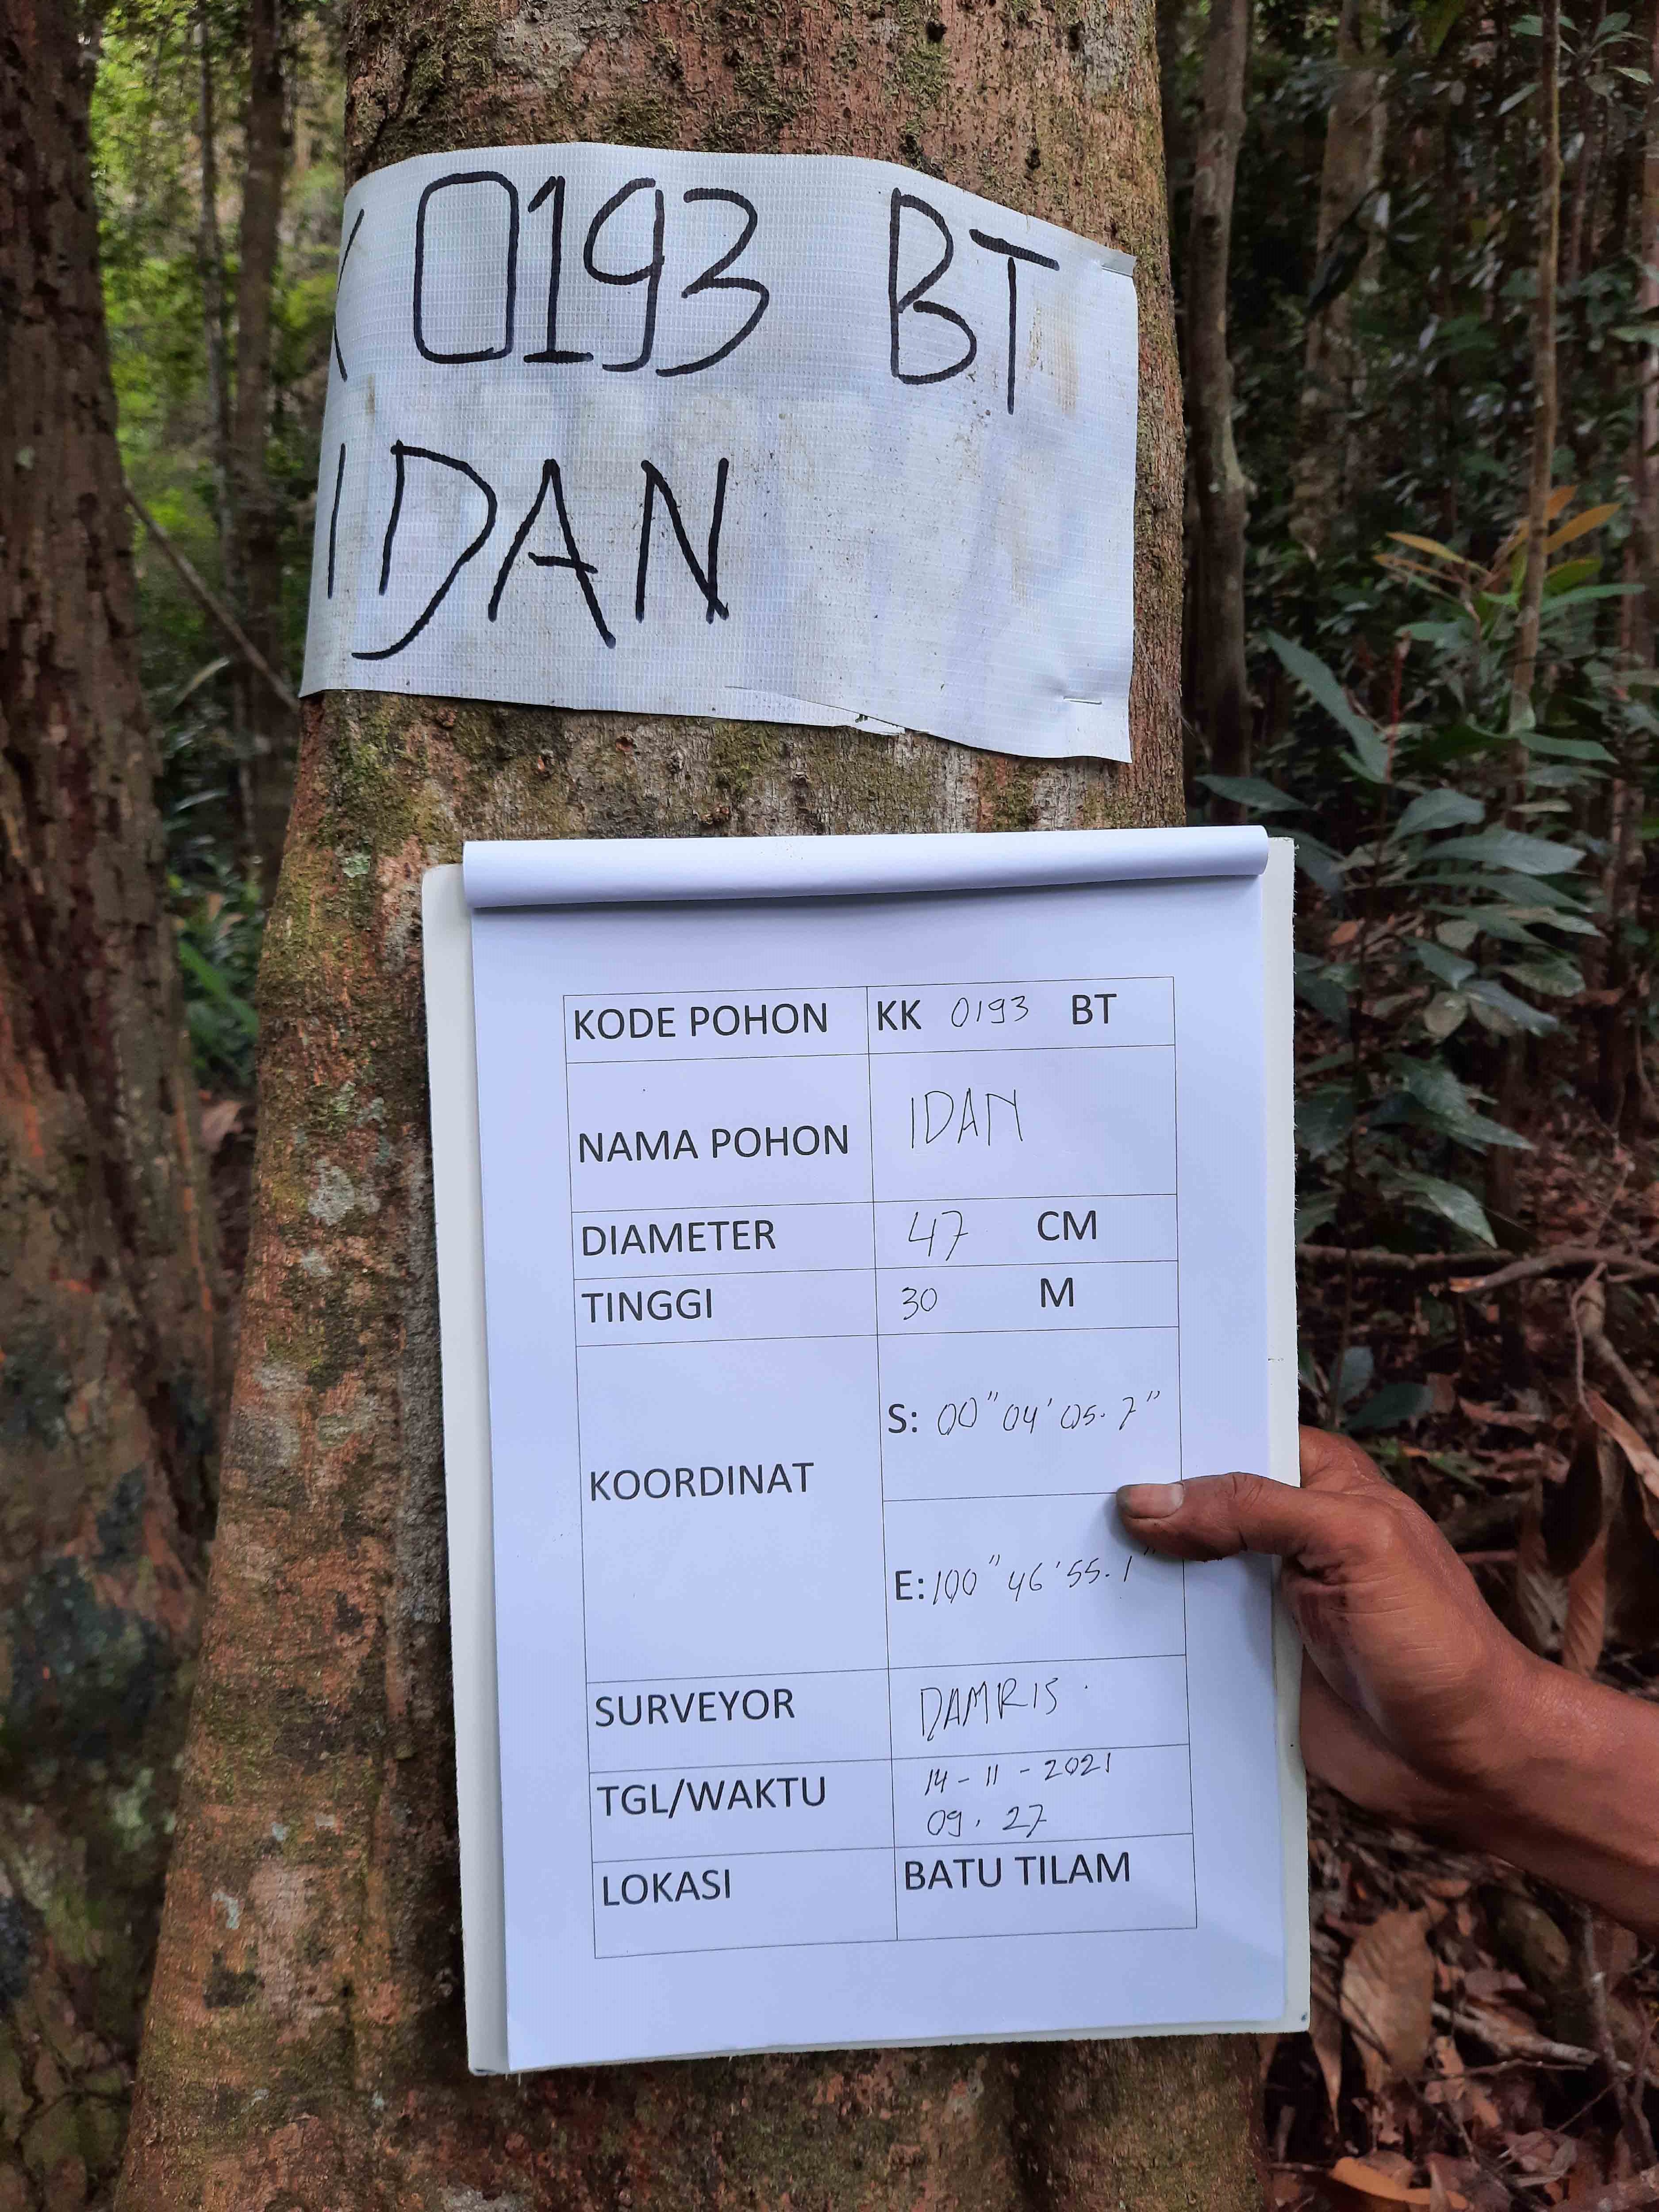 K 0193 BT
IDAN
KODE POHON KK 0193 BT
NAMA POHON IDAN
DIAMETER 47 CM
TINGGI 30 M
KOORDINAT
S: 00" 04' 05.7"
E: 100" 46' 55.1"
SURVEYOR DAMRIS.
TGL/WAKTU 14-11-2021
09.27
LOKASI BATU TILAM